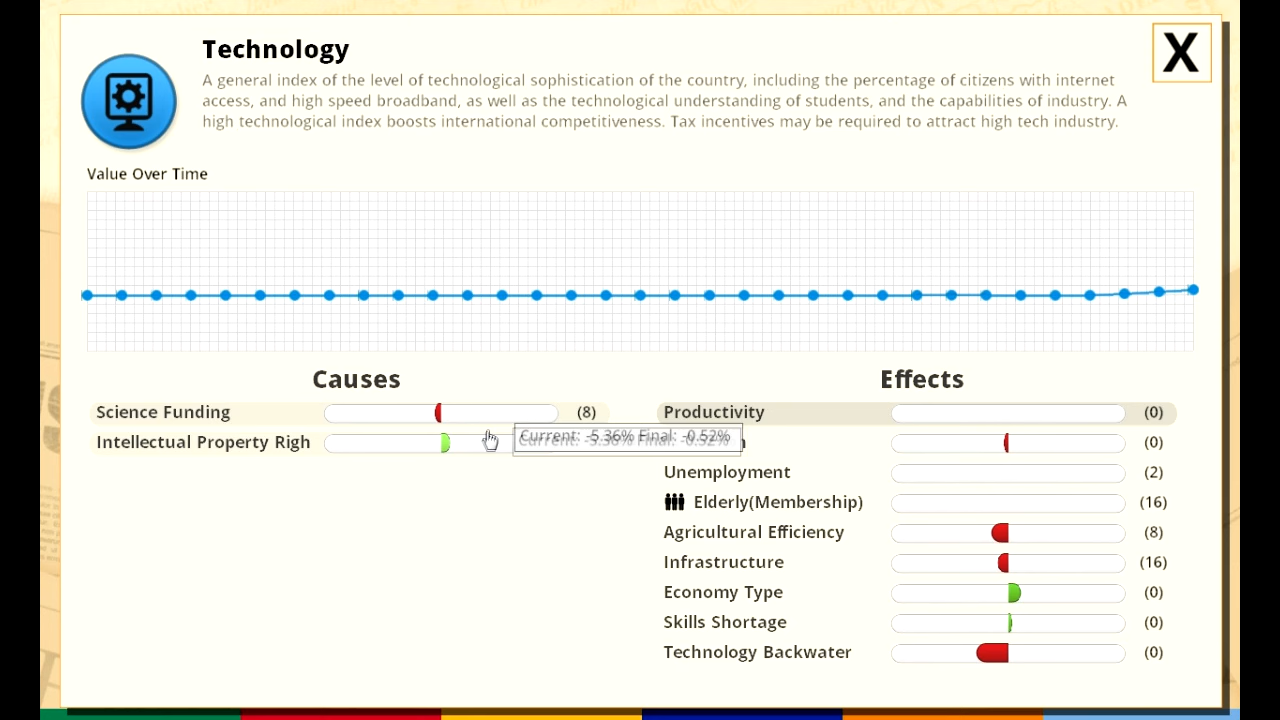 Technology
X
A general index of the level of technological sophistication of the country, including the percentage of citizens with internet
access, and high speed broadband, as well as the technological understanding of students, and the capabilities of industry. A
high technological index boosts international competitiveness. Tax incentives may be required to attract high tech industry.
Value Over Time
Causes
Science Funding (8)
Intellectual Property Righ
Current: -5.36% Final: -0.52%
Effects
Productivity (0)
(0)
Unemployment (2)
Elderly(Membership) (16)
Agricultural Efficiency (8)
Infrastructure (16)
Economy Type (0)
Skills Shortage (0)
Technology Backwater (0)